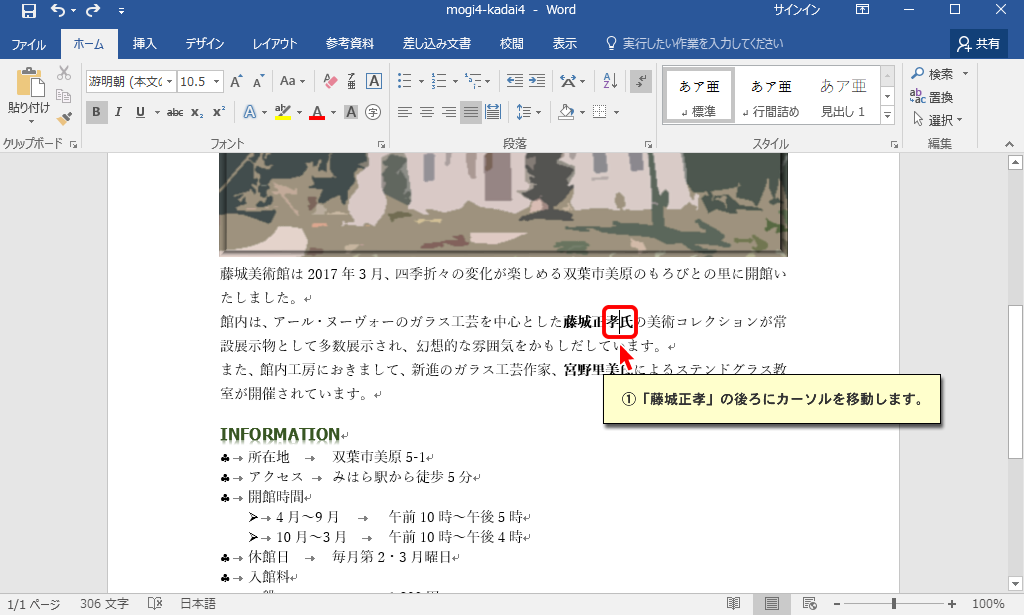 mogi4-kadai4 - Word
サインイン
ファイル ホーム 挿入 デザイン レイアウト 参考資料 差し込み文書 校閲 表示 実行したい作業を入力してください 共有
貼り付け
游明朝 (本文の 10.5 A A Aa
B I U abc x₂ x² A ab A A 字
あア亜 あア亜 あア亜
↲標準 ↲行間詰め 見出し 1
検索
置換
選択
クリップボード フォント 段落 スタイル 編集
藤城美術館は 2017 年 3 月、四季折々の変化が楽しめる双葉市美原のもろびとの里に開館い
たしました。↲
館内は、アール・ヌーヴォーのガラス工芸を中心とした藤城正孝氏の美術コレクションが常
設展示物として多数展示され、幻想的な雰囲気をかもしだしています。↲
また、館内工房におきまして、新進のガラス工芸作家、宮野里美氏によるステンドグラス教
室が開催されています。↲
①「藤城正孝」の後ろにカーソルを移動します。
INFORMATION↲
♣→所在地 → 双葉市美原 5-1↲
♣→アクセス → みはら駅から徒歩 5 分↲
♣→開館時間↲
➢→4 月～9 月 → 午前 10 時～午後 5 時↲
➢→10 月～3 月 → 午前 10 時～午後 4 時↲
♣→休館日 → 毎月第 2・3 月曜日↲
♣→入館料↲
1/1 ページ 306 文字 日本語 100%